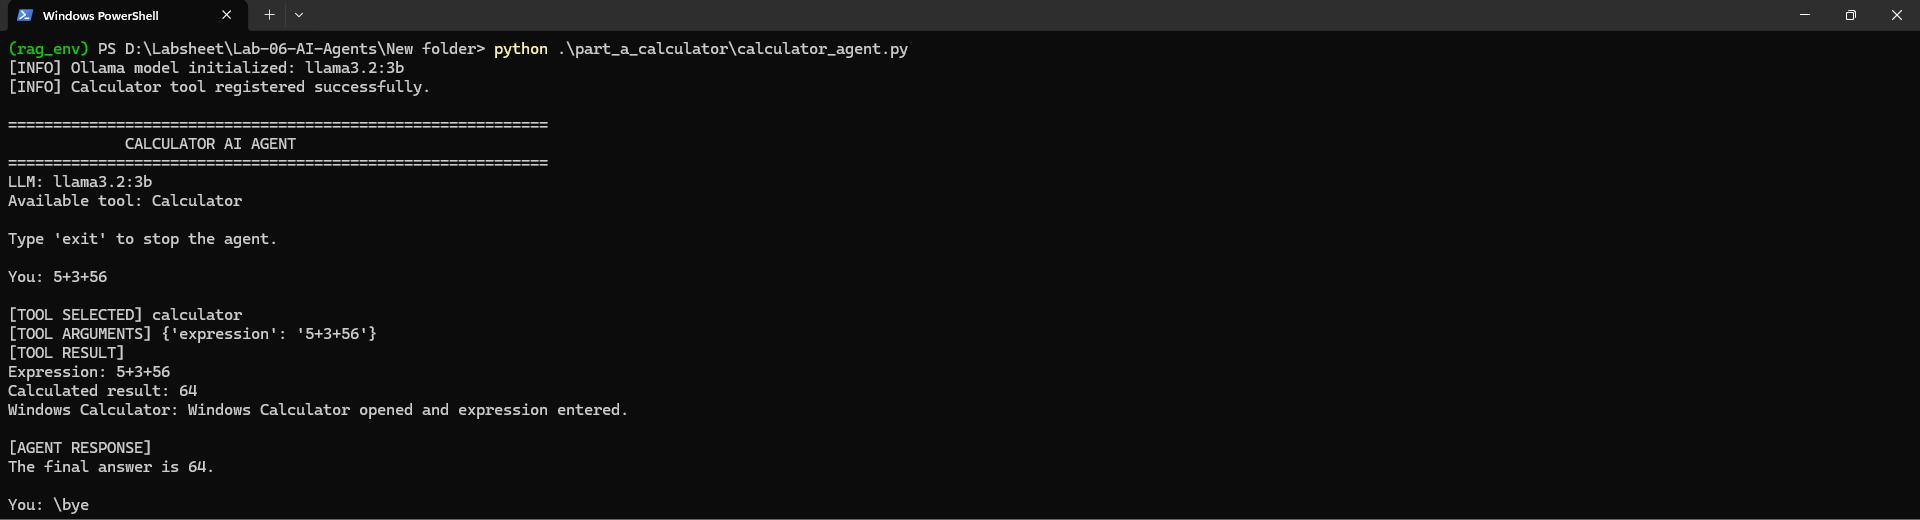 Windows PowerShell
(rag_env) PS D:\Labsheet\Lab-06-AI-Agents\New folder> python .\part_a_calculator\calculator_agent.py
[INFO] Ollama model initialized: llama3.2:3b
[INFO] Calculator tool registered successfully.
============================================================
CALCULATOR AI AGENT
============================================================
LLM: llama3.2:3b
Available tool: Calculator
Type 'exit' to stop the agent.
You: 5+3+56
[TOOL SELECTED] calculator
[TOOL ARGUMENTS] {'expression': '5+3+56'}
[TOOL RESULT]
Expression: 5+3+56
Calculated result: 64
Windows Calculator: Windows Calculator opened and expression entered.
[AGENT RESPONSE]
The final answer is 64.
You: \bye